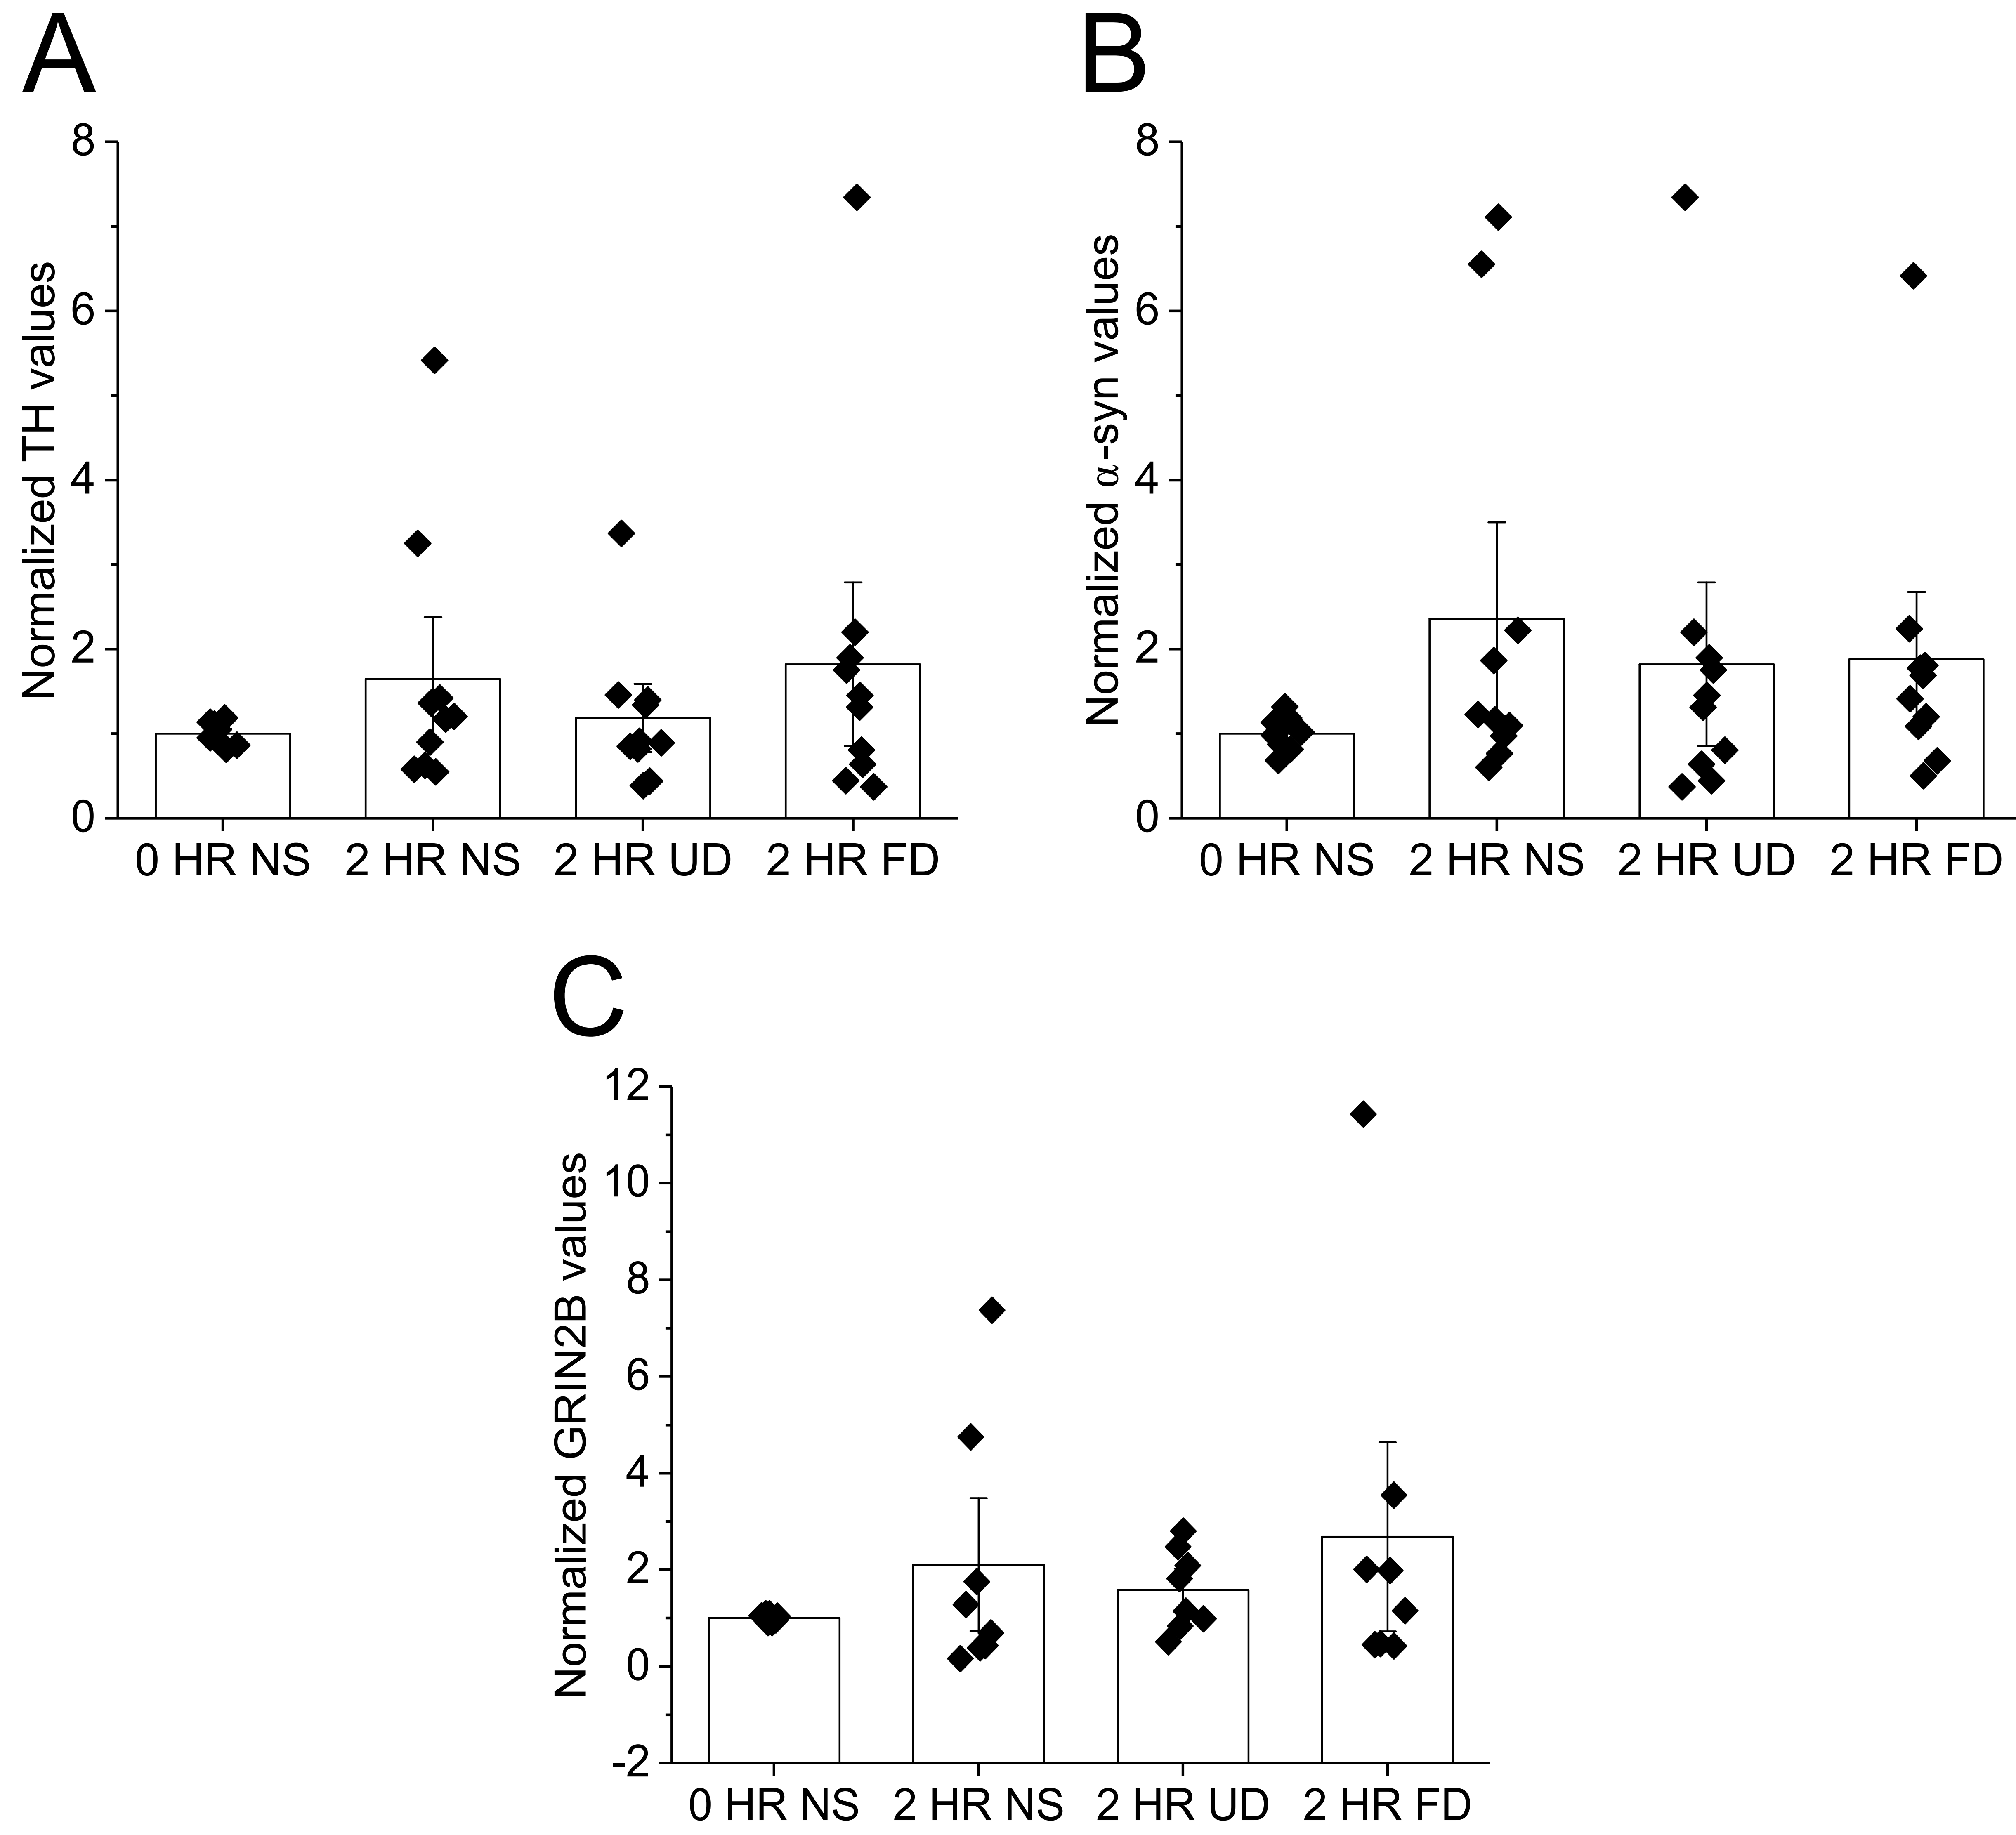 A
Normalized TH values
8
6
4
2
0
0 HR NS 2 HR NS 2 HR UD 2 HR FD
B
Normalized α-syn values
8
6
4
2
0
0 HR NS 2 HR NS 2 HR UD 2 HR FD
C
Normalized GRIN2B values
12
10
8
6
4
2
0
-2
0 HR NS 2 HR NS 2 HR UD 2 HR FD